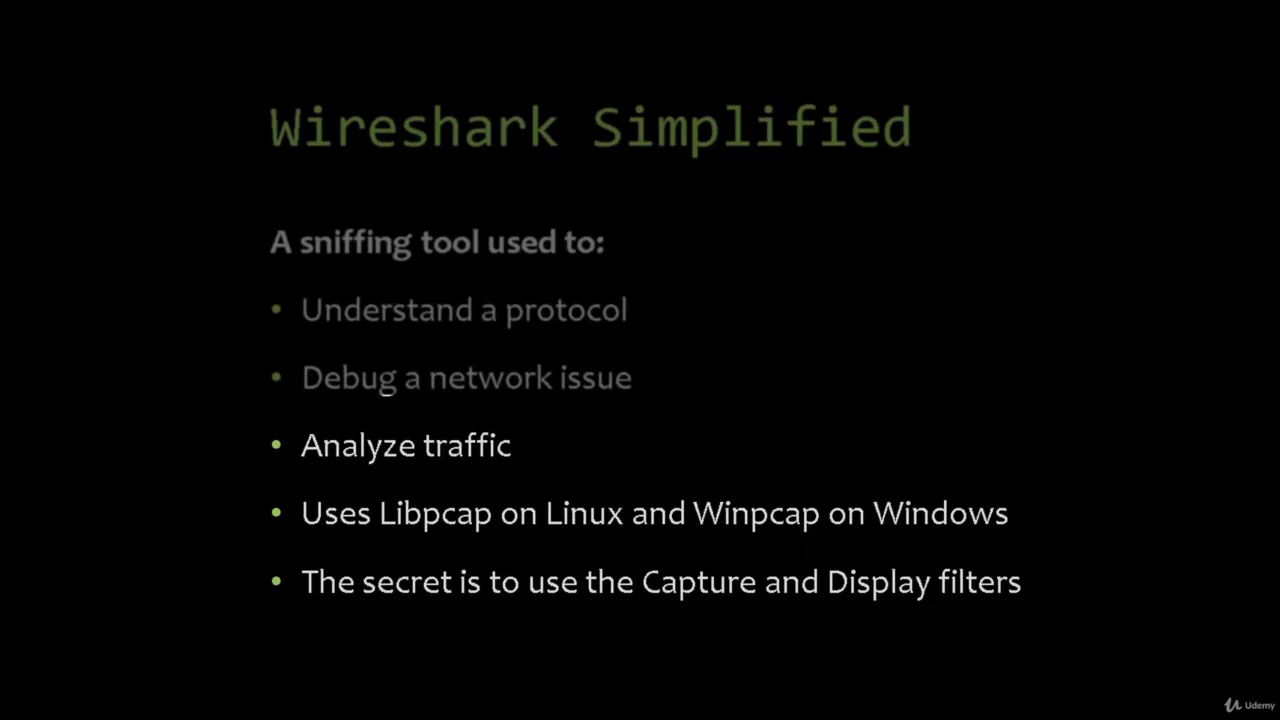 Wireshark Simplified
A sniffing tool used to:
• Understand a protocol
• Debug a network issue
• Analyze traffic
• Uses Libpcap on Linux and Winpcap on Windows
• The secret is to use the Capture and Display filters
Udemy